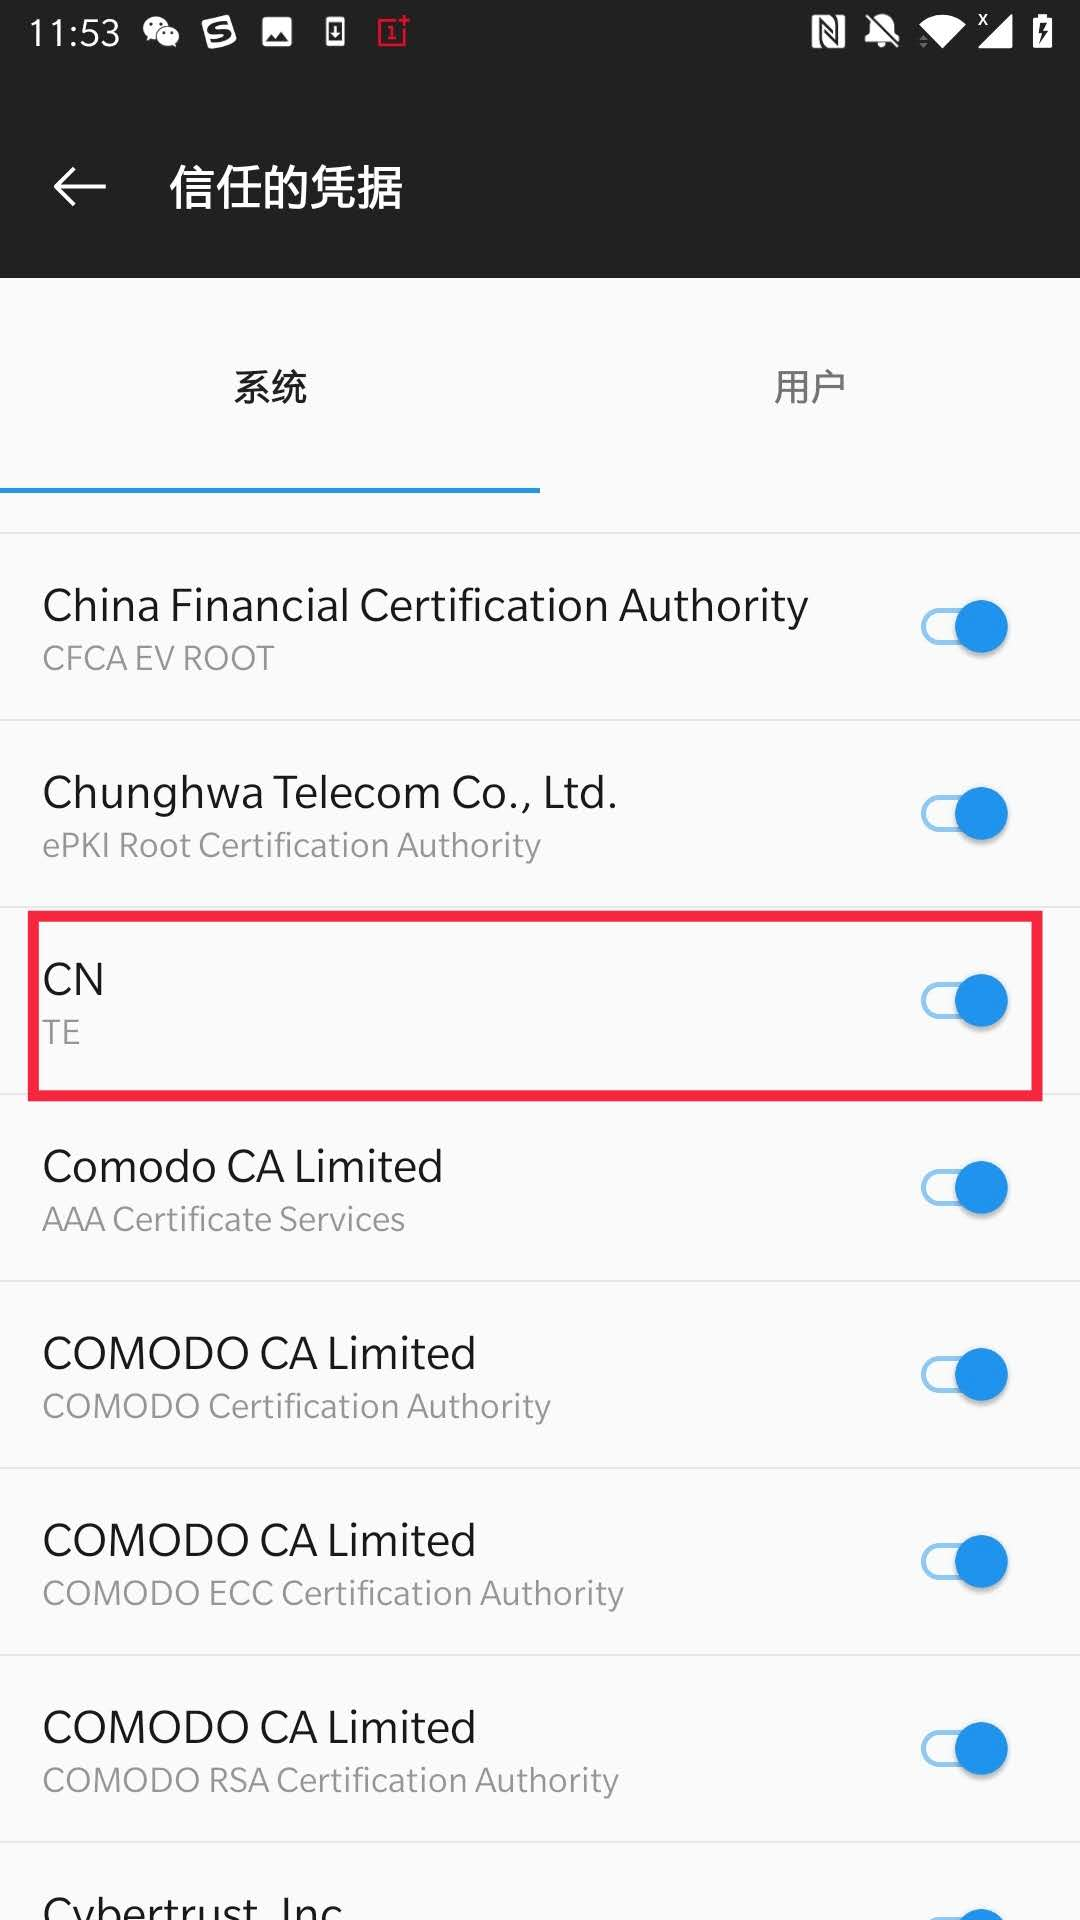 11:53
信任的凭据
系统
用户
China Financial Certification Authority
CFCA EV ROOT
Chunghwa Telecom Co., Ltd.
ePKI Root Certification Authority
CN
TE
Comodo CA Limited
AAA Certificate Services
COMODO CA Limited
COMODO Certification Authority
COMODO CA Limited
COMODO ECC Certification Authority
COMODO CA Limited
COMODO RSA Certification Authority
Cybertrust, Inc